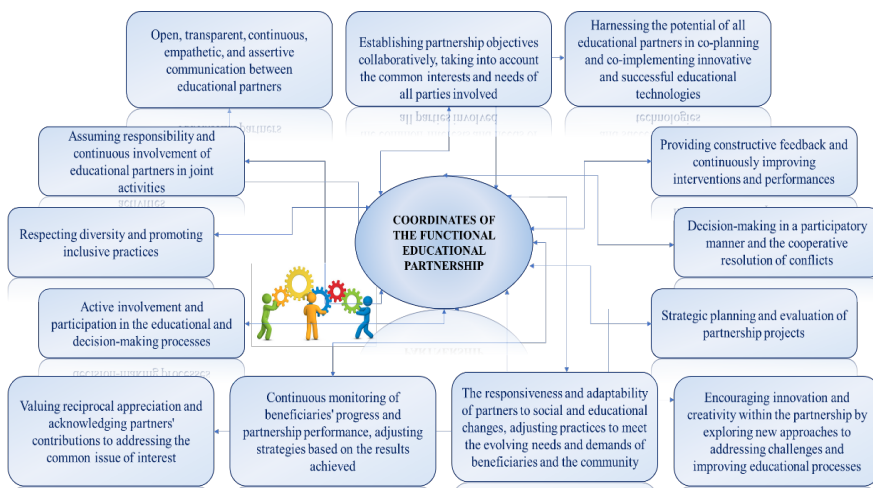 Open, transparent, continuous,
empathetic, and assertive
communication between
educational partners
Establishing partnership objectives
collaboratively, taking into account
the common interests and needs of
all parties involved
Harnessing the potential of all
educational partners in co-planning
and co-implementing innovative
and successful educational
technologies
Assuming responsibility and
continuous involvement of
educational partners in joint
activities
Providing constructive feedback and
continuously improving
interventions and performances
Respecting diversity and promoting
inclusive practices
COORDINATES OF
THE FUNCTIONAL
EDUCATIONAL
PARTNERSHIP
Decision-making in a participatory
manner and the cooperative
resolution of conflicts
Active involvement and
participation in the educational and
decision-making processes
Strategic planning and evaluation of
partnership projects
Valuing reciprocal appreciation and
acknowledging partners'
contributions to addressing the
common issue of interest
Continuous monitoring of
beneficiaries' progress and
partnership performance, adjusting
strategies based on the results
achieved
The responsiveness and adaptability
of partners to social and educational
changes, adjusting practices to meet
the evolving needs and demands of
beneficiaries and the community
Encouraging innovation and
creativity within the partnership by
exploring new approaches to
addressing challenges and
improving educational processes